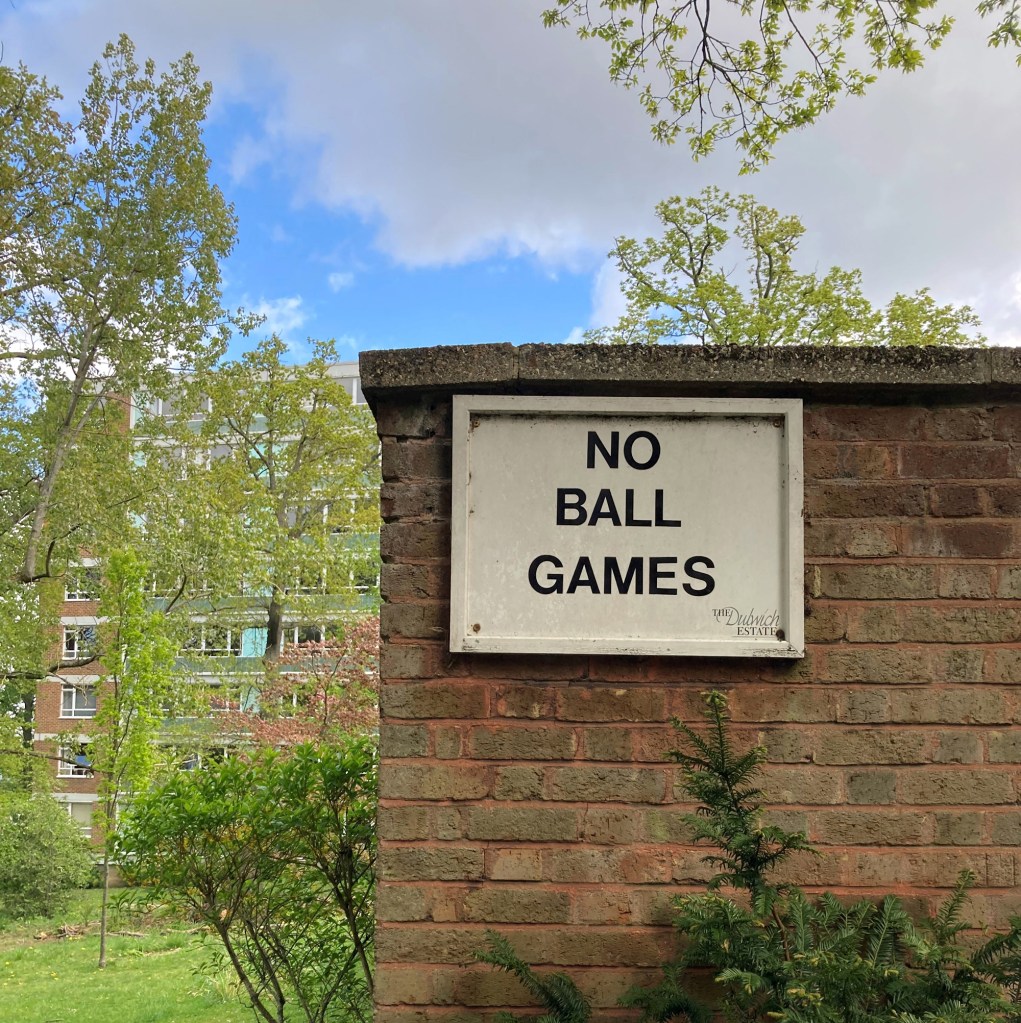 NO
BALL
GAMES
THE Dulwich
ESTATE